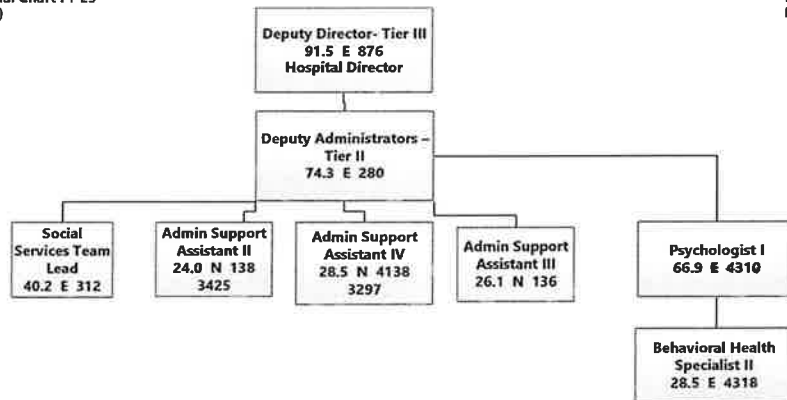 Deputy Director- Tier III
91.5 E 876
Hospital Director
Deputy Administrators –
Tier II
74.3 E 280
Social
Services Team
Lead
40.2 E 312
Admin Support
Assistant II
24.0 N 138
3425
Admin Support
Assistant IV
28.5 N 4138
3297
Admin Support
Assistant III
26.1 N 136
Psychologist I
66.9 E 4310
Behavioral Health
Specialist II
28.5 E 4318